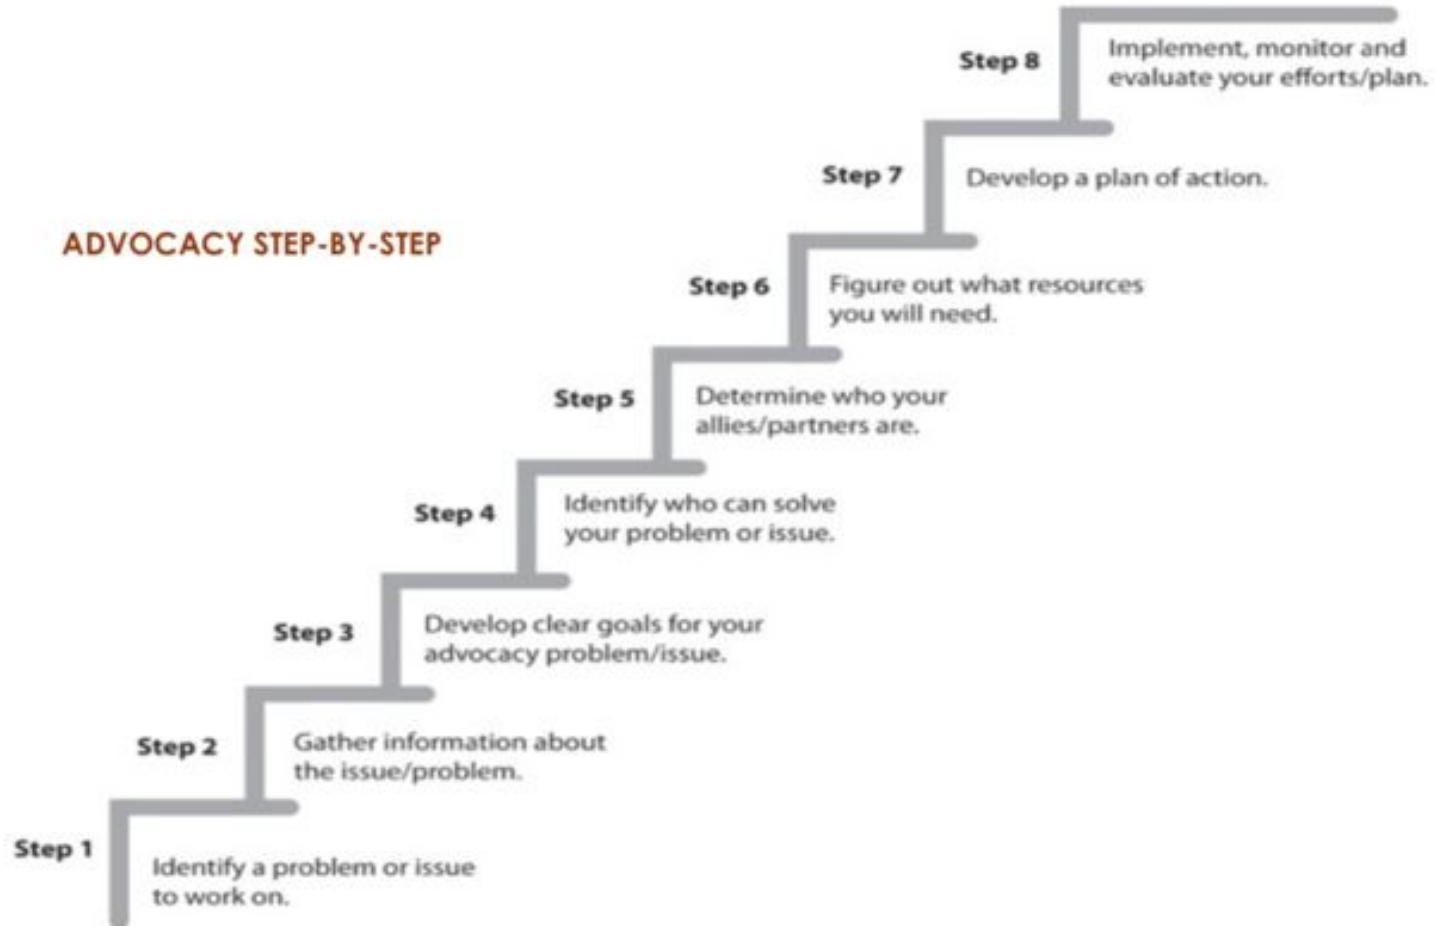 ADVOCACY STEP-BY-STEP
Step 8
Implement, monitor and
evaluate your efforts/plan.
Step 7
Develop a plan of action.
Step 6
Figure out what resources
you will need.
Step 5
Determine who your
allies/partners are.
Step 4
Identify who can solve
your problem or issue.
Step 3
Develop clear goals for your
advocacy problem/issue.
Step 2
Gather information about
the issue/problem.
Step 1
Identify a problem or issue
to work on.